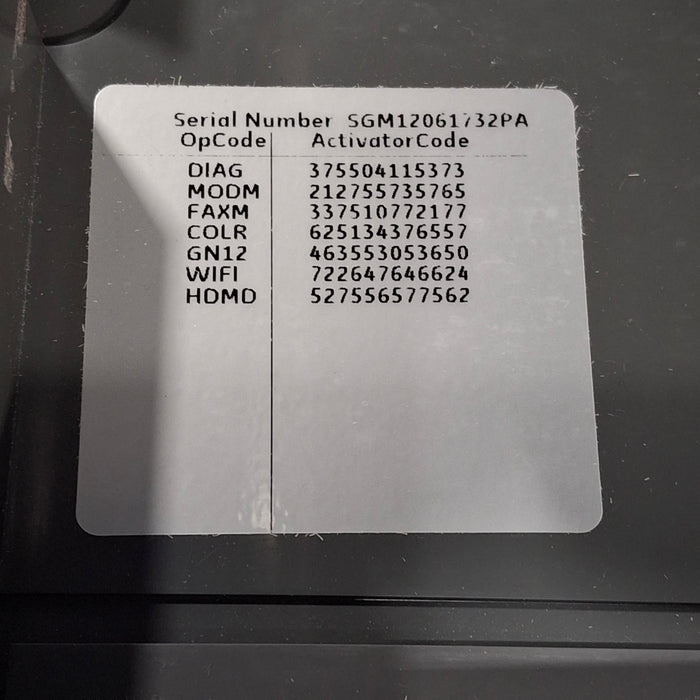 Serial Number SGM12061732PA
OpCode ActivatorCode
DIAG 375504115373
MODM 212755735765
FAXM 337510772177
COLR 625134376557
GN12 463553053650
WIFI 722647646624
HDMD 527556577562